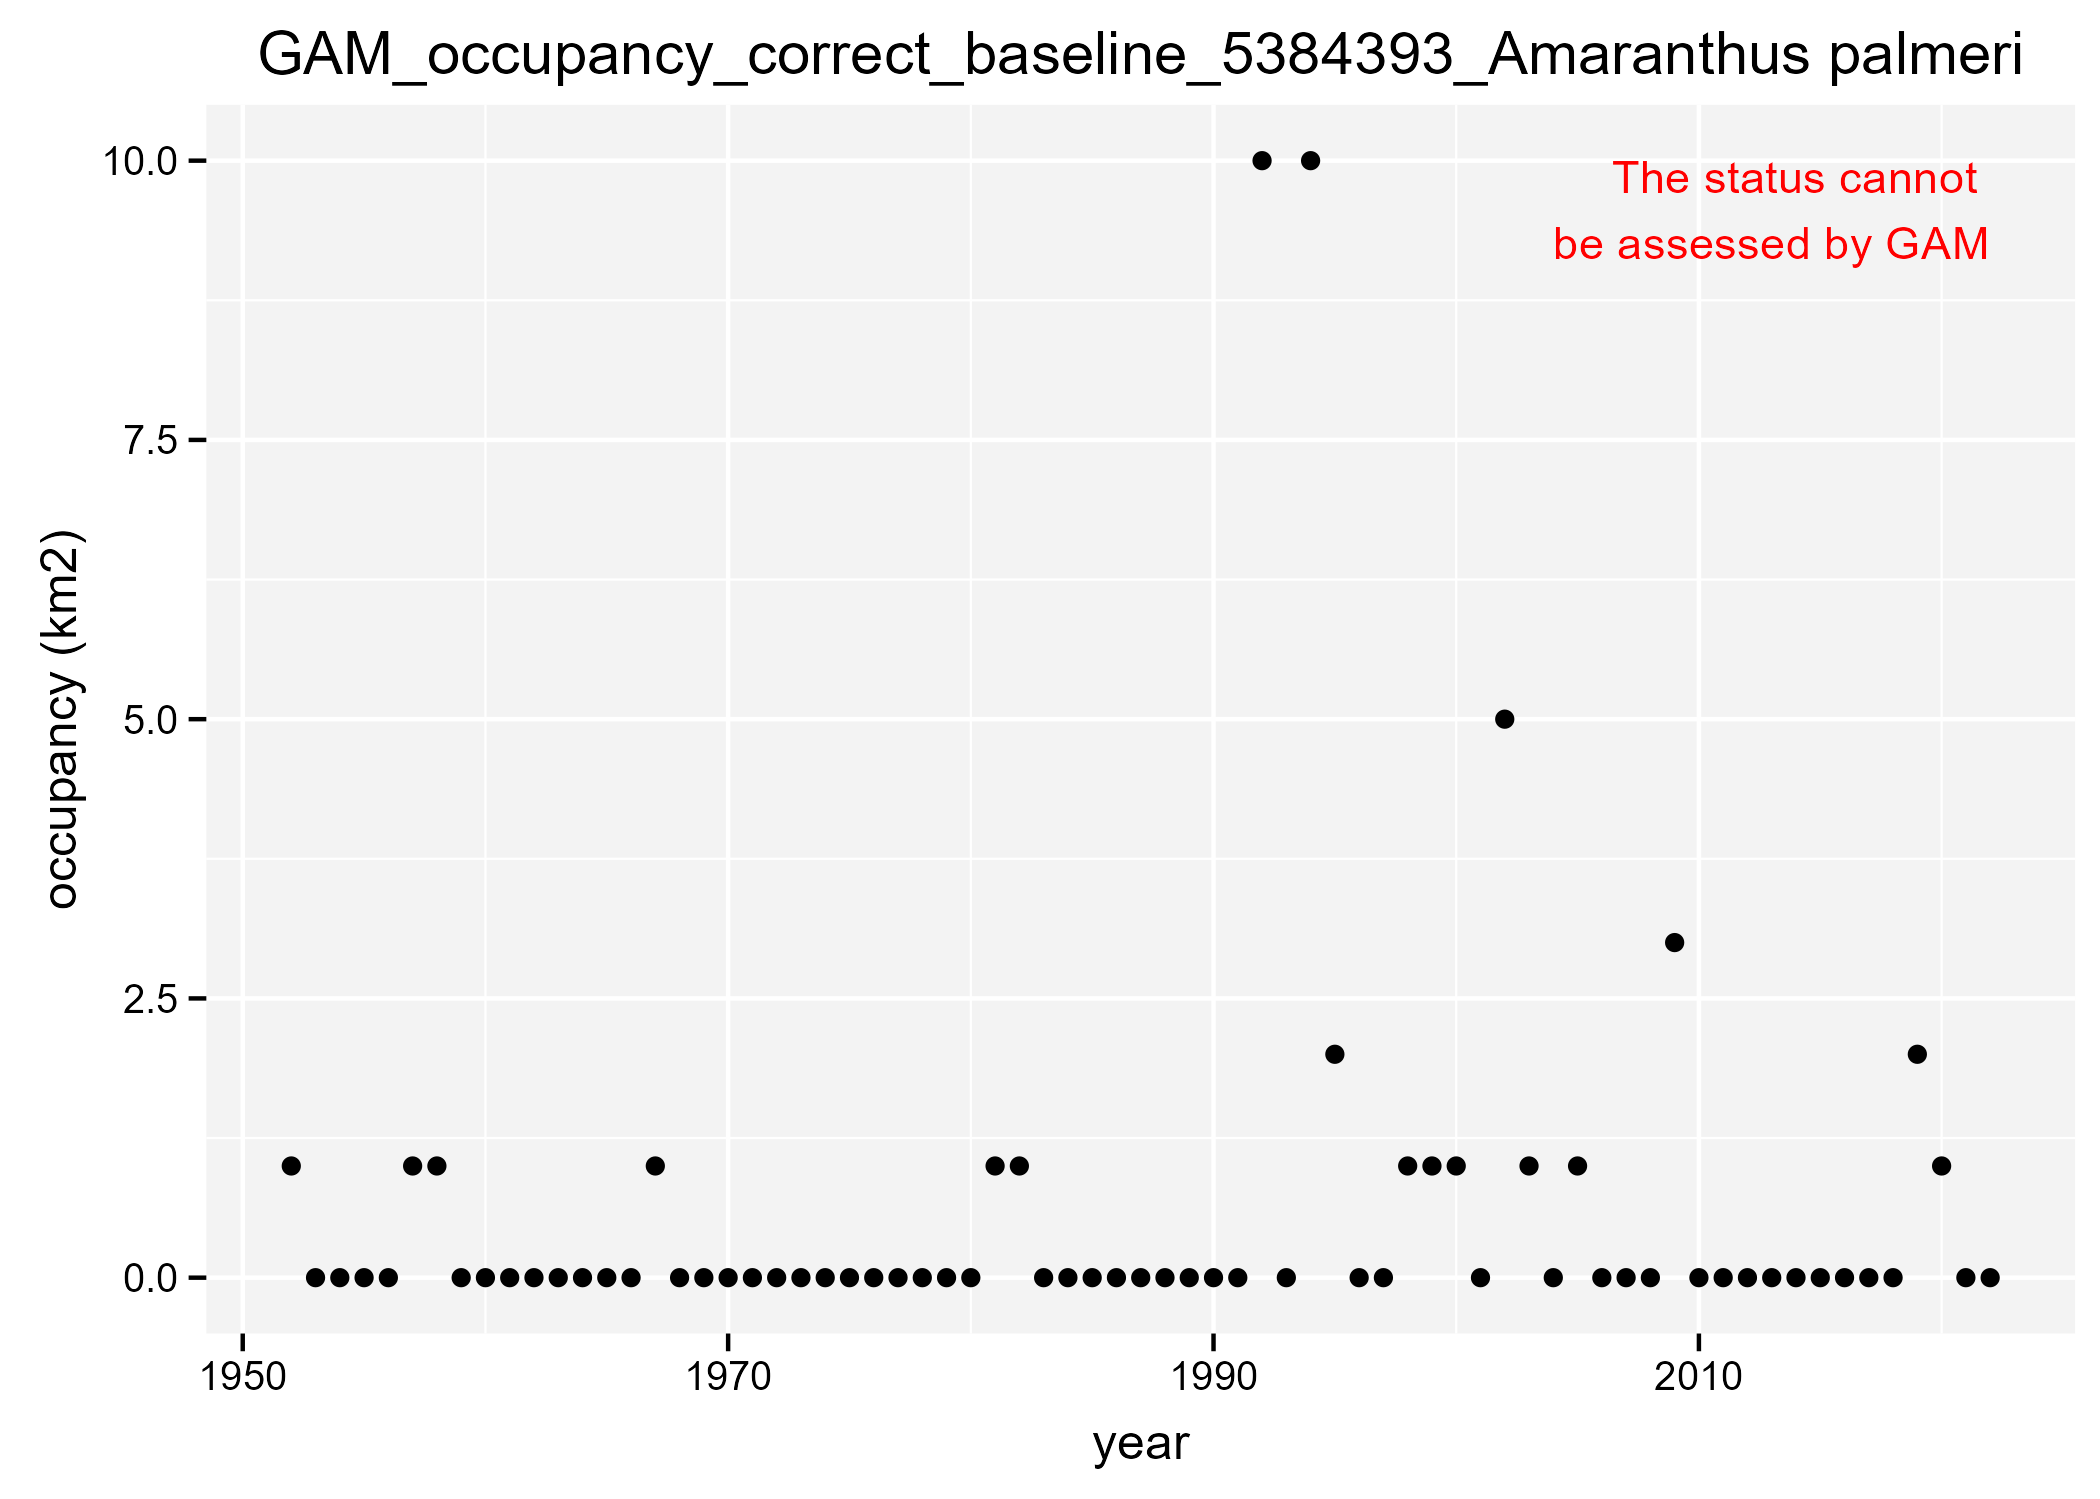 GAM_occupancy_correct_baseline_5384393_Amaranthus palmeri
The status cannot
be assessed by GAM
10.0
7.5
5.0
2.5
0.0
occupancy (km2)
1950 1970 1990 2010
year